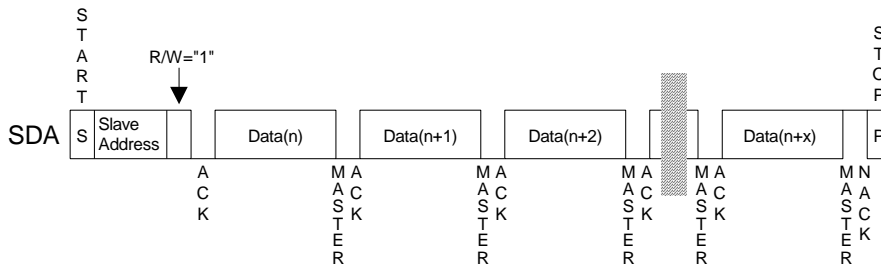 START
R/W="1"
STOP
SDA
S
Slave Address
Data(n)
Data(n+1)
Data(n+2)
Data(n+x)
P
ACK
MASTER ACK
MASTER ACK
MASTER ACK
MASTER ACK
MASTER NACK